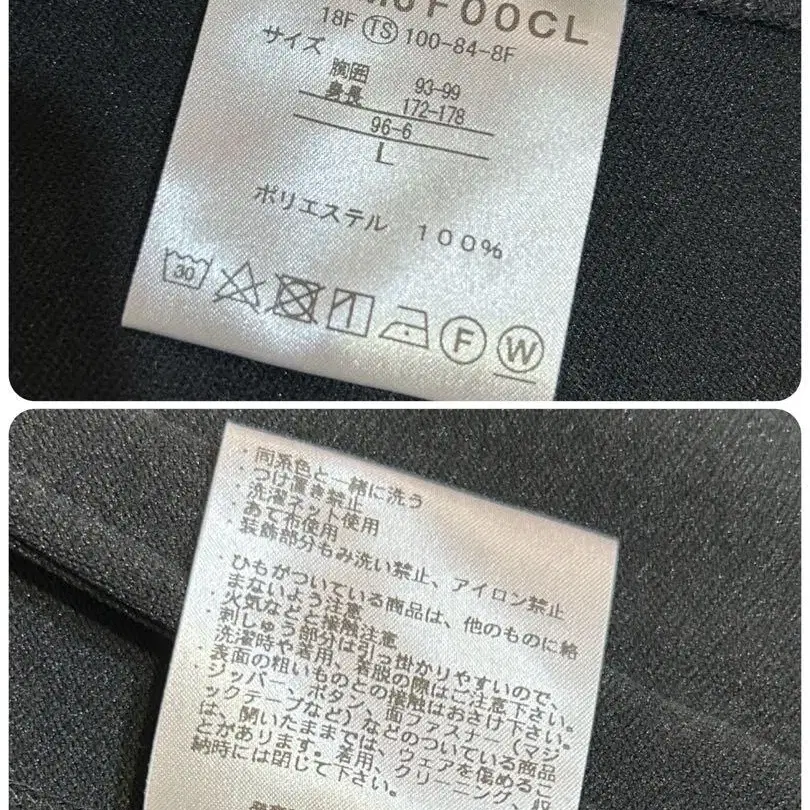 F00CL
18F TS 100-84-8F
サイズ
胸囲 93-99
身長 172-178
96-6
L
ポリエステル 100%
30
F W
・同系色と一緒に洗う
・つけ置き禁止
・洗濯ネット使用
・あて布使用
・装飾部分もみ洗い禁止、アイロン禁止
・ひもがついている商品は、他のものに絡
まないよう注意
・火気などと接触注意
・刺しゅう部分は引っ掛かりやすいので、
洗濯時や着用、着脱の際はご注意下さい。
・表面の粗いものとの接触はおさけ下さい。
・ジッパー、ボタン、面ファスナー（マジ
ックテープなど）などのついている商品
は、開いたままでは、ウェアを傷めるこ
とがあります。着用、クリーニング、収
納時には閉じて下さい。